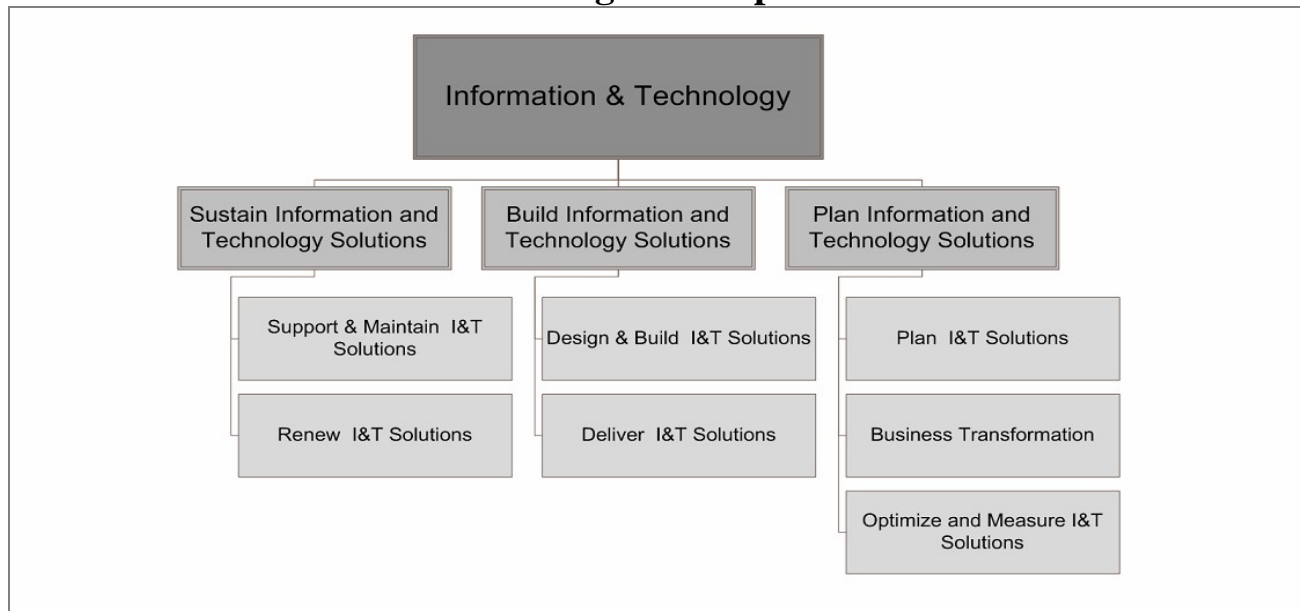 Information & Technology
Sustain Information and
Technology Solutions
Build Information and
Technology Solutions
Plan Information and
Technology Solutions
Support & Maintain I&T
Solutions
Design & Build I&T Solutions
Plan I&T Solutions
Renew I&T Solutions
Deliver I&T Solutions
Business Transformation
Optimize and Measure I&T
Solutions